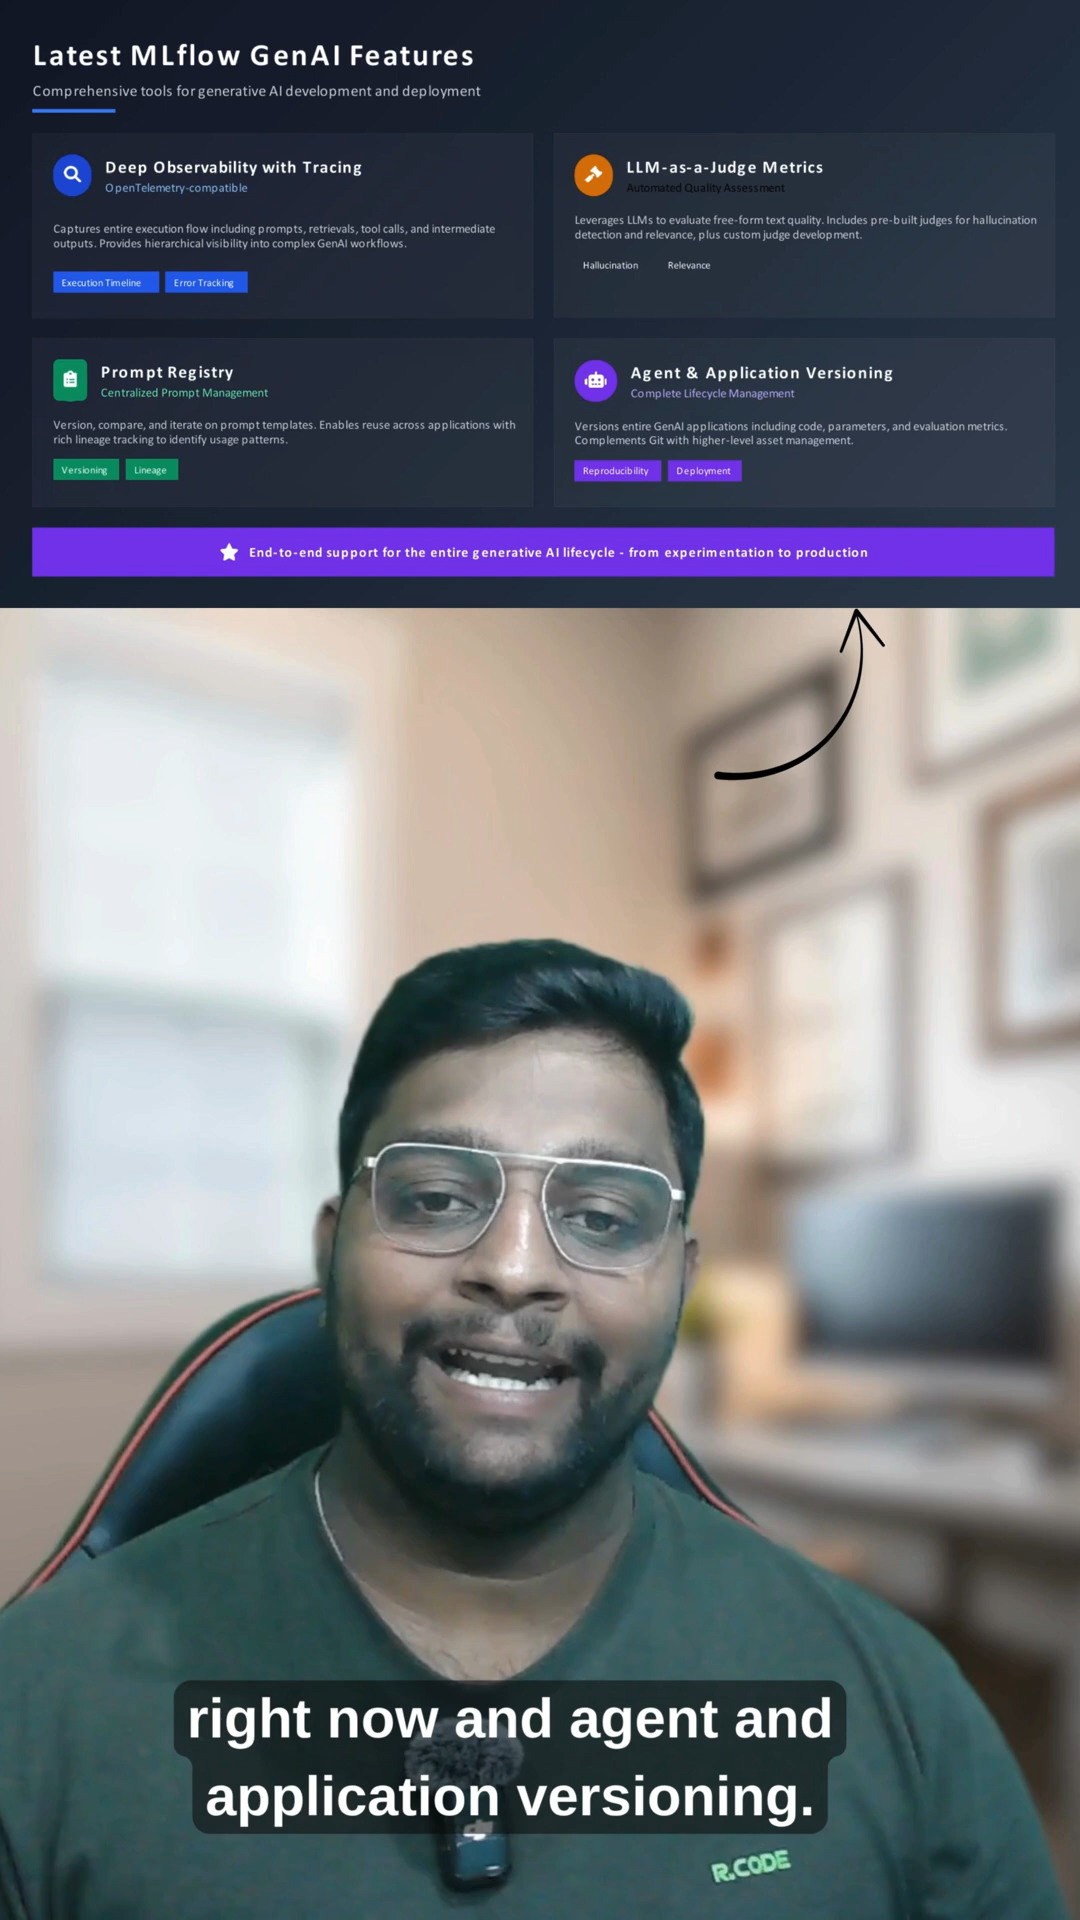 Latest MLflow GenAI Features
Comprehensive tools for generative AI development and deployment
Deep Observability with Tracing
OpenTelemetry-compatible
Captures entire execution flow including prompts, retrievals, tool calls, and intermediate
outputs. Provides hierarchical visibility into complex GenAI workflows.
Execution Timeline
Error Tracking
LLM-as-a-Judge Metrics
Automated Quality Assessment
Leverages LLMs to evaluate free-form text quality. Includes pre-built judges for hallucination
detection and relevance, plus custom judge development.
Hallucination
Relevance
Prompt Registry
Centralized Prompt Management
Version, compare, and iterate on prompt templates. Enables reuse across applications with
rich lineage tracking to identify usage patterns.
Versioning
Lineage
Agent & Application Versioning
Complete Lifecycle Management
Versions entire GenAI applications including code, parameters, and evaluation metrics.
Complements Git with higher-level asset management.
Reproducibility
Deployment
End-to-end support for the entire generative AI lifecycle - from experimentation to production
right now and agent and
application versioning.
R.CODE